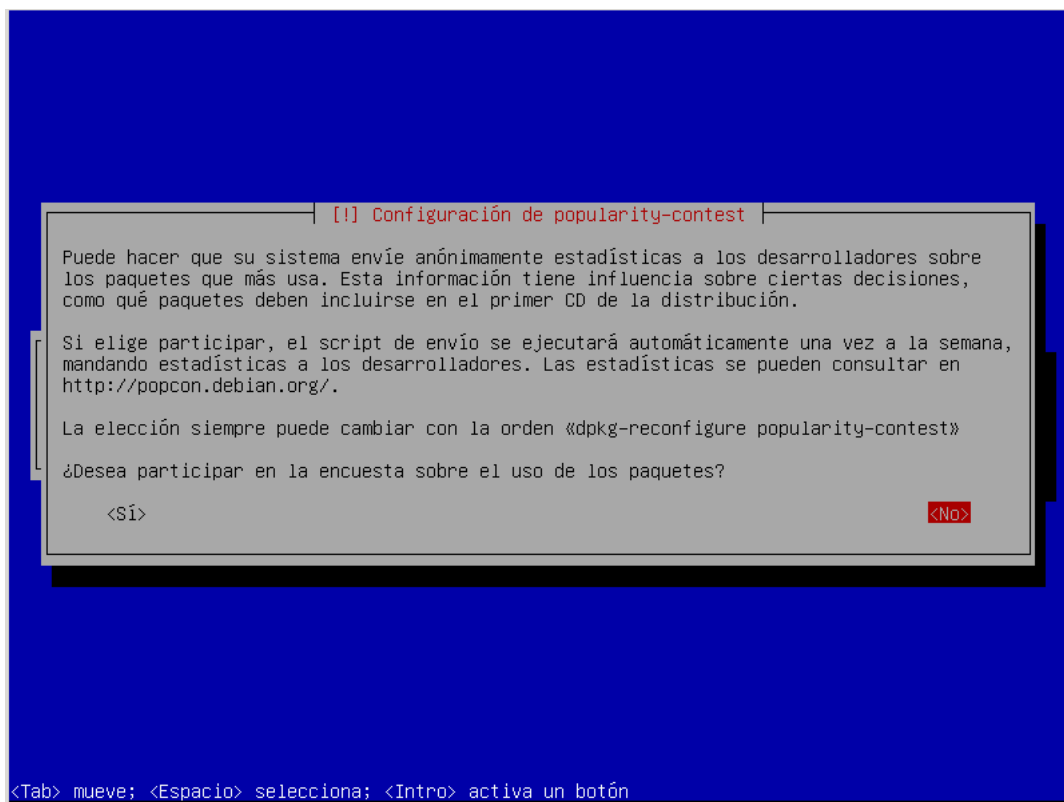 [!] Configuración de popularity-contest
Puede hacer que su sistema envíe anónimamente estadísticas a los desarrolladores sobre
los paquetes que más usa. Esta información tiene influencia sobre ciertas decisiones,
como qué paquetes deben incluirse en el primer CD de la distribución.
Si elige participar, el script de envío se ejecutará automáticamente una vez a la semana,
mandando estadísticas a los desarrolladores. Las estadísticas se pueden consultar en
http://popcon.debian.org/.
La elección siempre puede cambiar con la orden «dpkg-reconfigure popularity-contest»
¿Desea participar en la encuesta sobre el uso de los paquetes?
<Sí> <No>
<Tab> mueve; <Espacio> selecciona; <Intro> activa un botón